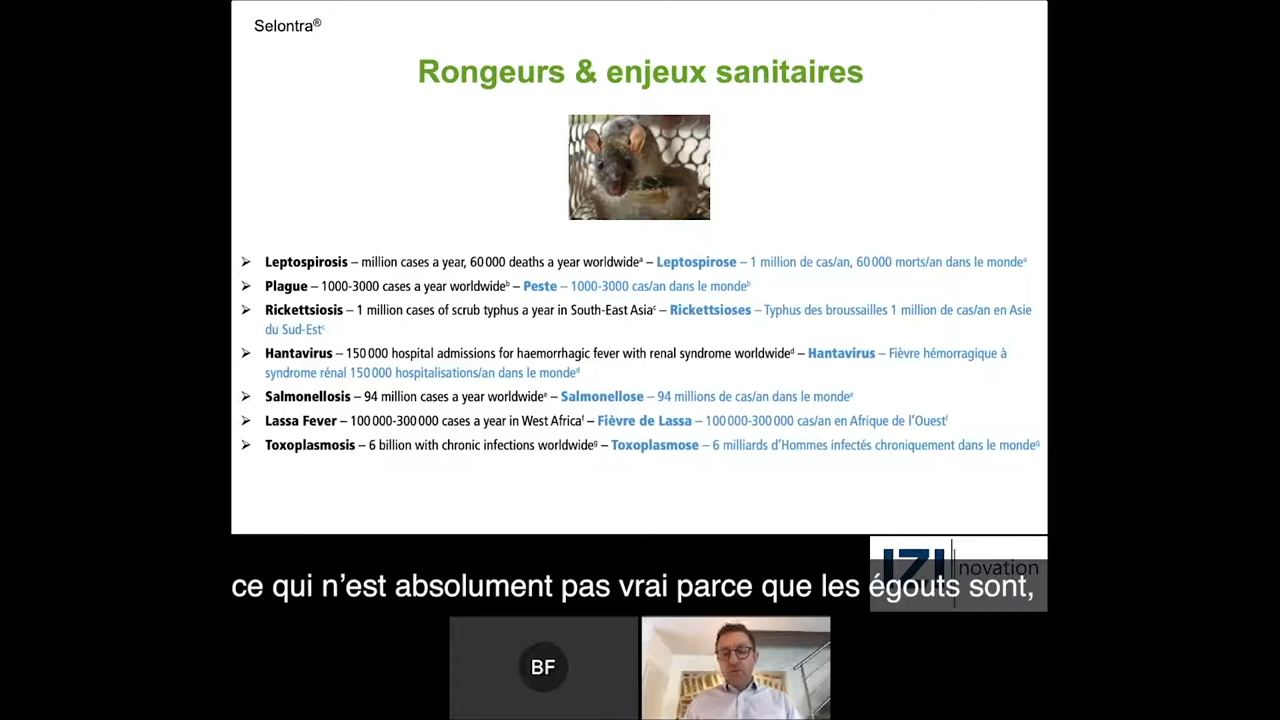 Selontra®
Rongeurs & enjeux sanitaires
➢ Leptospirosis – million cases a year, 60 000 deaths a year worldwideᵃ – Leptospirose – 1 million de cas/an, 60 000 morts/an dans le mondeᵃ
➢ Plague – 1000-3000 cases a year worldwideᵇ – Peste – 1000-3000 cas/an dans le mondeᵇ
➢ Rickettsiosis – 1 million cases of scrub typhus a year in South-East Asiaᶜ – Rickettsioses – Typhus des broussailles 1 million de cas/an en Asie
du Sud-Estᶜ
➢ Hantavirus – 150 000 hospital admissions for haemorrhagic fever with renal syndrome worldwideᵈ – Hantavirus – Fièvre hémorragique à
syndrome rénal 150 000 hospitalisations/an dans le mondeᵈ
➢ Salmonellosis – 94 million cases a year worldwideᵉ – Salmonellose – 94 millions de cas/an dans le mondeᵉ
➢ Lassa Fever – 100 000-300 000 cases a year in West Africaᶠ – Fièvre de Lassa – 100 000-300 000 cas/an en Afrique de l’Ouestᶠ
➢ Toxoplasmosis – 6 billion with chronic infections worldwideᵍ – Toxoplasmose – 6 milliards d’Hommes infectés chroniquement dans le mondeᵍ
IZI novation
ce qui n’est absolument pas vrai parce que les égouts sont,
BF